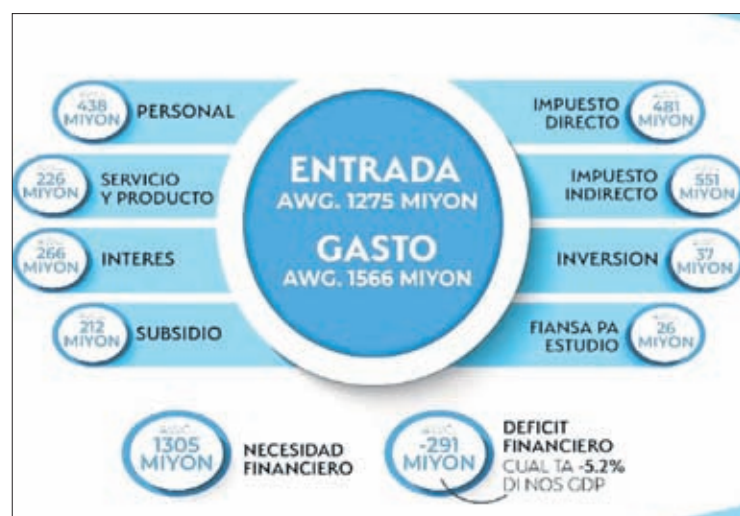 438
MIYON
PERSONAL
226
MIYON
SERVICIO
Y PRODUCTO
266
MIYON
INTERES
212
MIYON
SUBSIDIO
ENTRADA
AWG. 1275 MIYON
GASTO
AWG. 1566 MIYON
IMPUESTO
DIRECTO
481
MIYON
IMPUESTO
INDIRECTO
551
MIYON
INVERSION
37
MIYON
FIANSA PA
ESTUDIO
26
MIYON
1305
MIYON
NECESIDAD
FINANCIERO
-291
MIYON
DEFICIT
FINANCIERO
CUAL TA -5.2%
DI NOS GDP